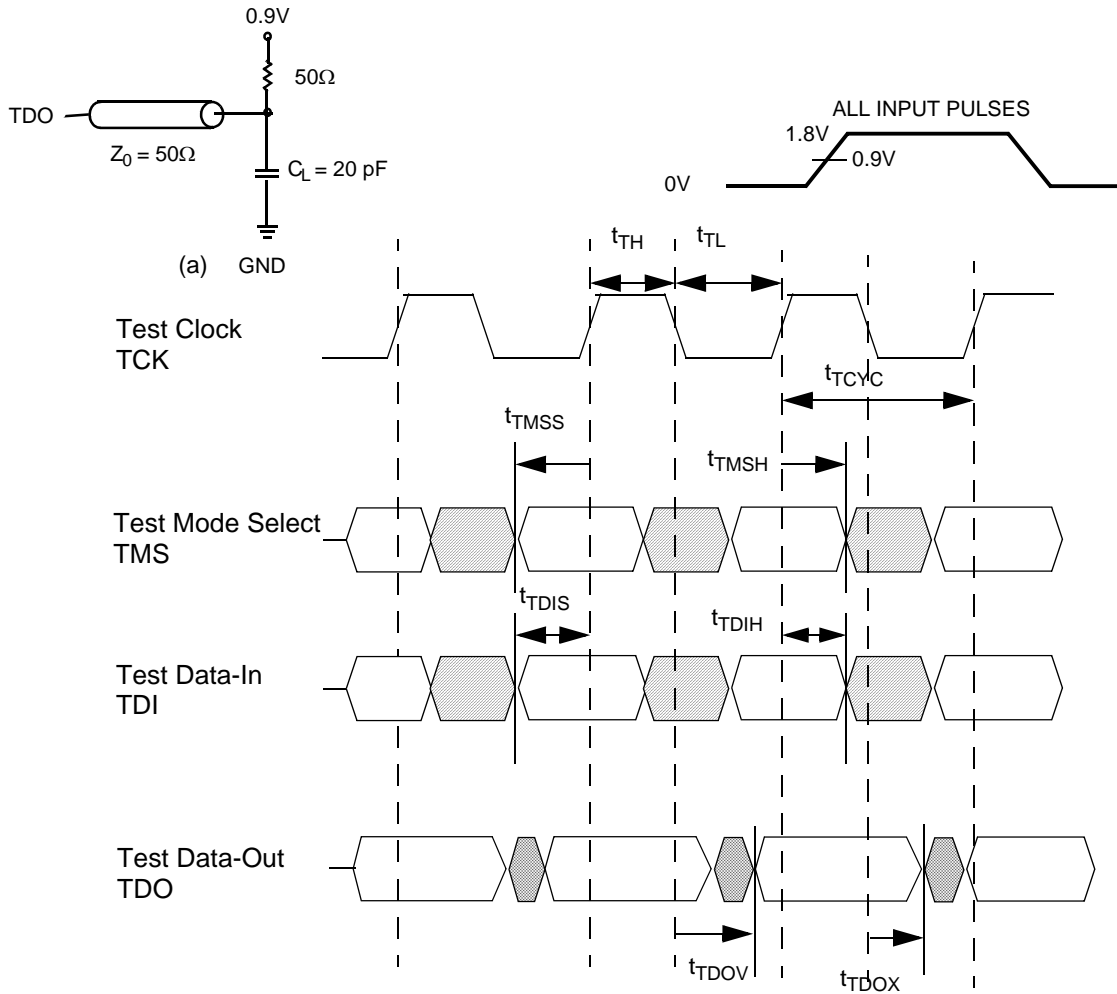 0.9V
50Ω
TDO
Z0 = 50Ω
CL = 20 pF
(a) GND
ALL INPUT PULSES
1.8V
0.9V
0V
tTH
tTL
Test Clock
TCK
tTCYC
tTMSS
tTMSH
Test Mode Select
TMS
tTDIS
tTDIH
Test Data-In
TDI
Test Data-Out
TDO
tTDOV
tTDOX